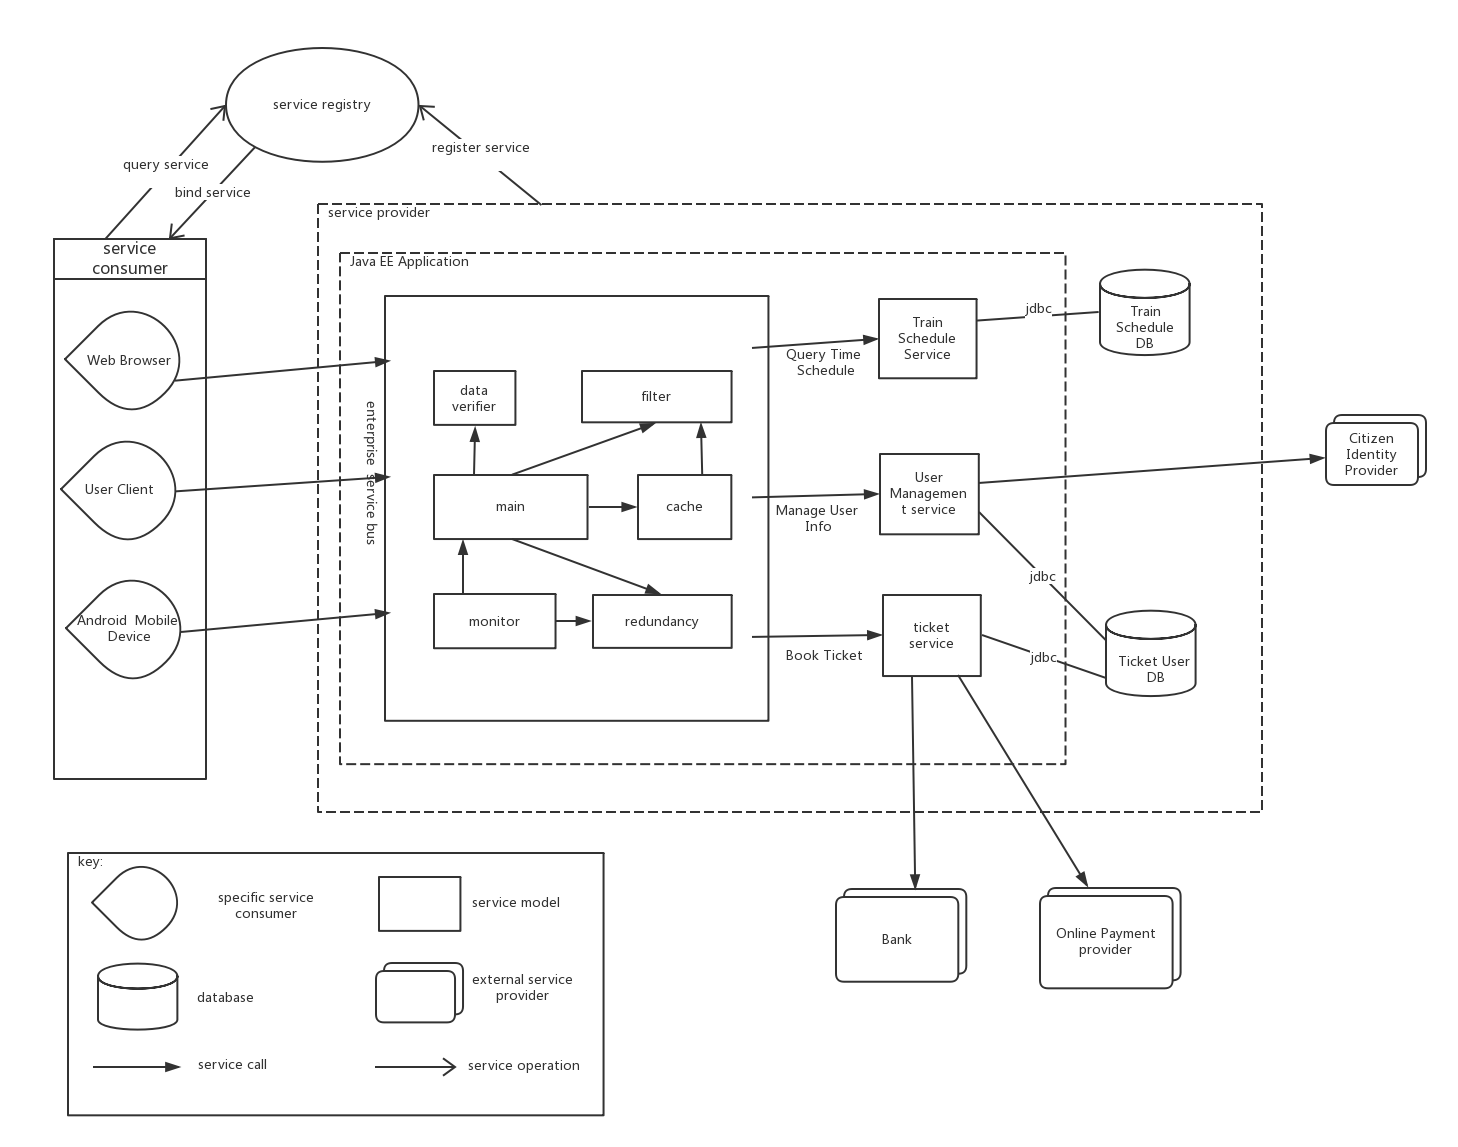 service registry
query service
bind service
register service
service
consumer
Web Browser
User Client
Android  Mobile
Device
service provider
Java EE Application
enterprise  service bus
data
verifier
filter
main
cache
monitor
redundancy
Query Time
Schedule
Train
Schedule
Service
jdbc
Train
Schedule
DB
Manage User
Info
User
Managemen
t service
jdbc
Citizen
Identity
Provider
Book Ticket
ticket
service
jdbc
Ticket User
DB
Bank
Online Payment
provider
key:
specific service
consumer
service model
database
external service
provider
service call
service operation